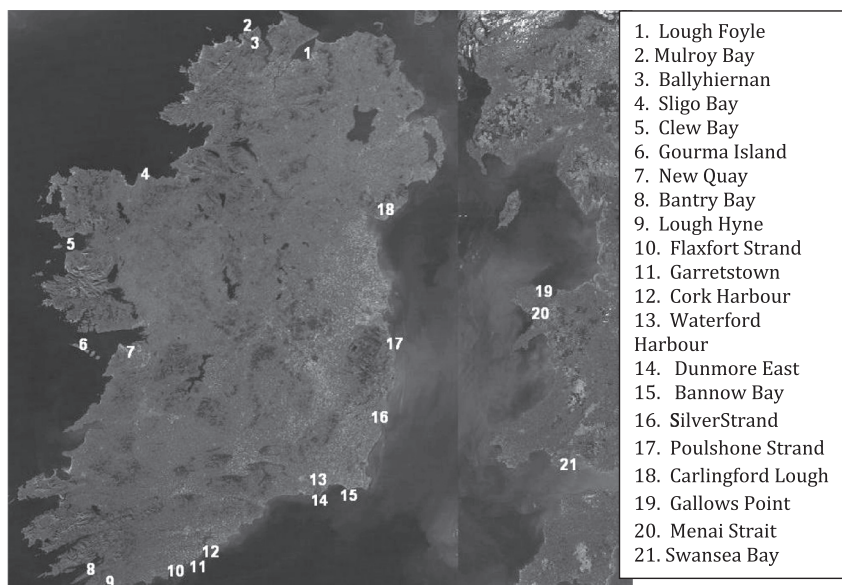 2
3
1
4
18
5
19
20
6
7
17
16
21
13
15
14
12
11
10
8
9
1. Lough Foyle
2. Mulroy Bay
3. Ballyhiernan
4. Sligo Bay
5. Clew Bay
6. Gourma Island
7. New Quay
8. Bantry Bay
9. Lough Hyne
10. Flaxfort Strand
11. Garretstown
12. Cork Harbour
13. Waterford
Harbour
14. Dunmore East
15. Bannow Bay
16. SilverStrand
17. Poulshone Strand
18. Carlingford Lough
19. Gallows Point
20. Menai Strait
21. Swansea Bay